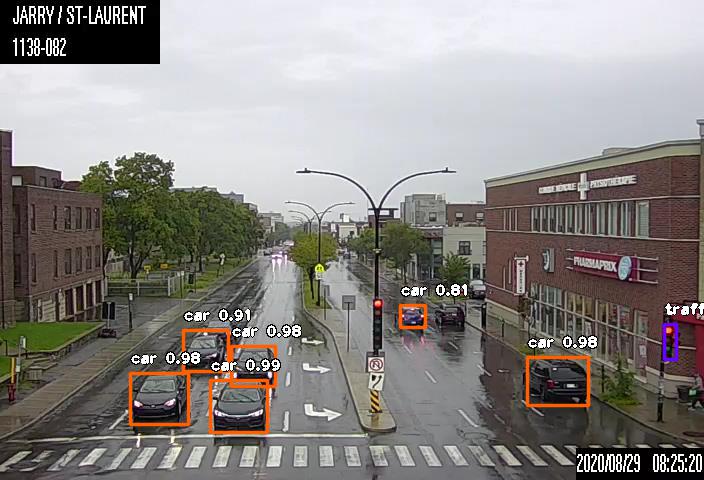 JARRY / ST-LAURENT
1138-082
PHARMAPRIX
car 0.81
car 0.91
car 0.98
car 0.98
car 0.99
car 0.98
traff
2020/08/29 08:25:20